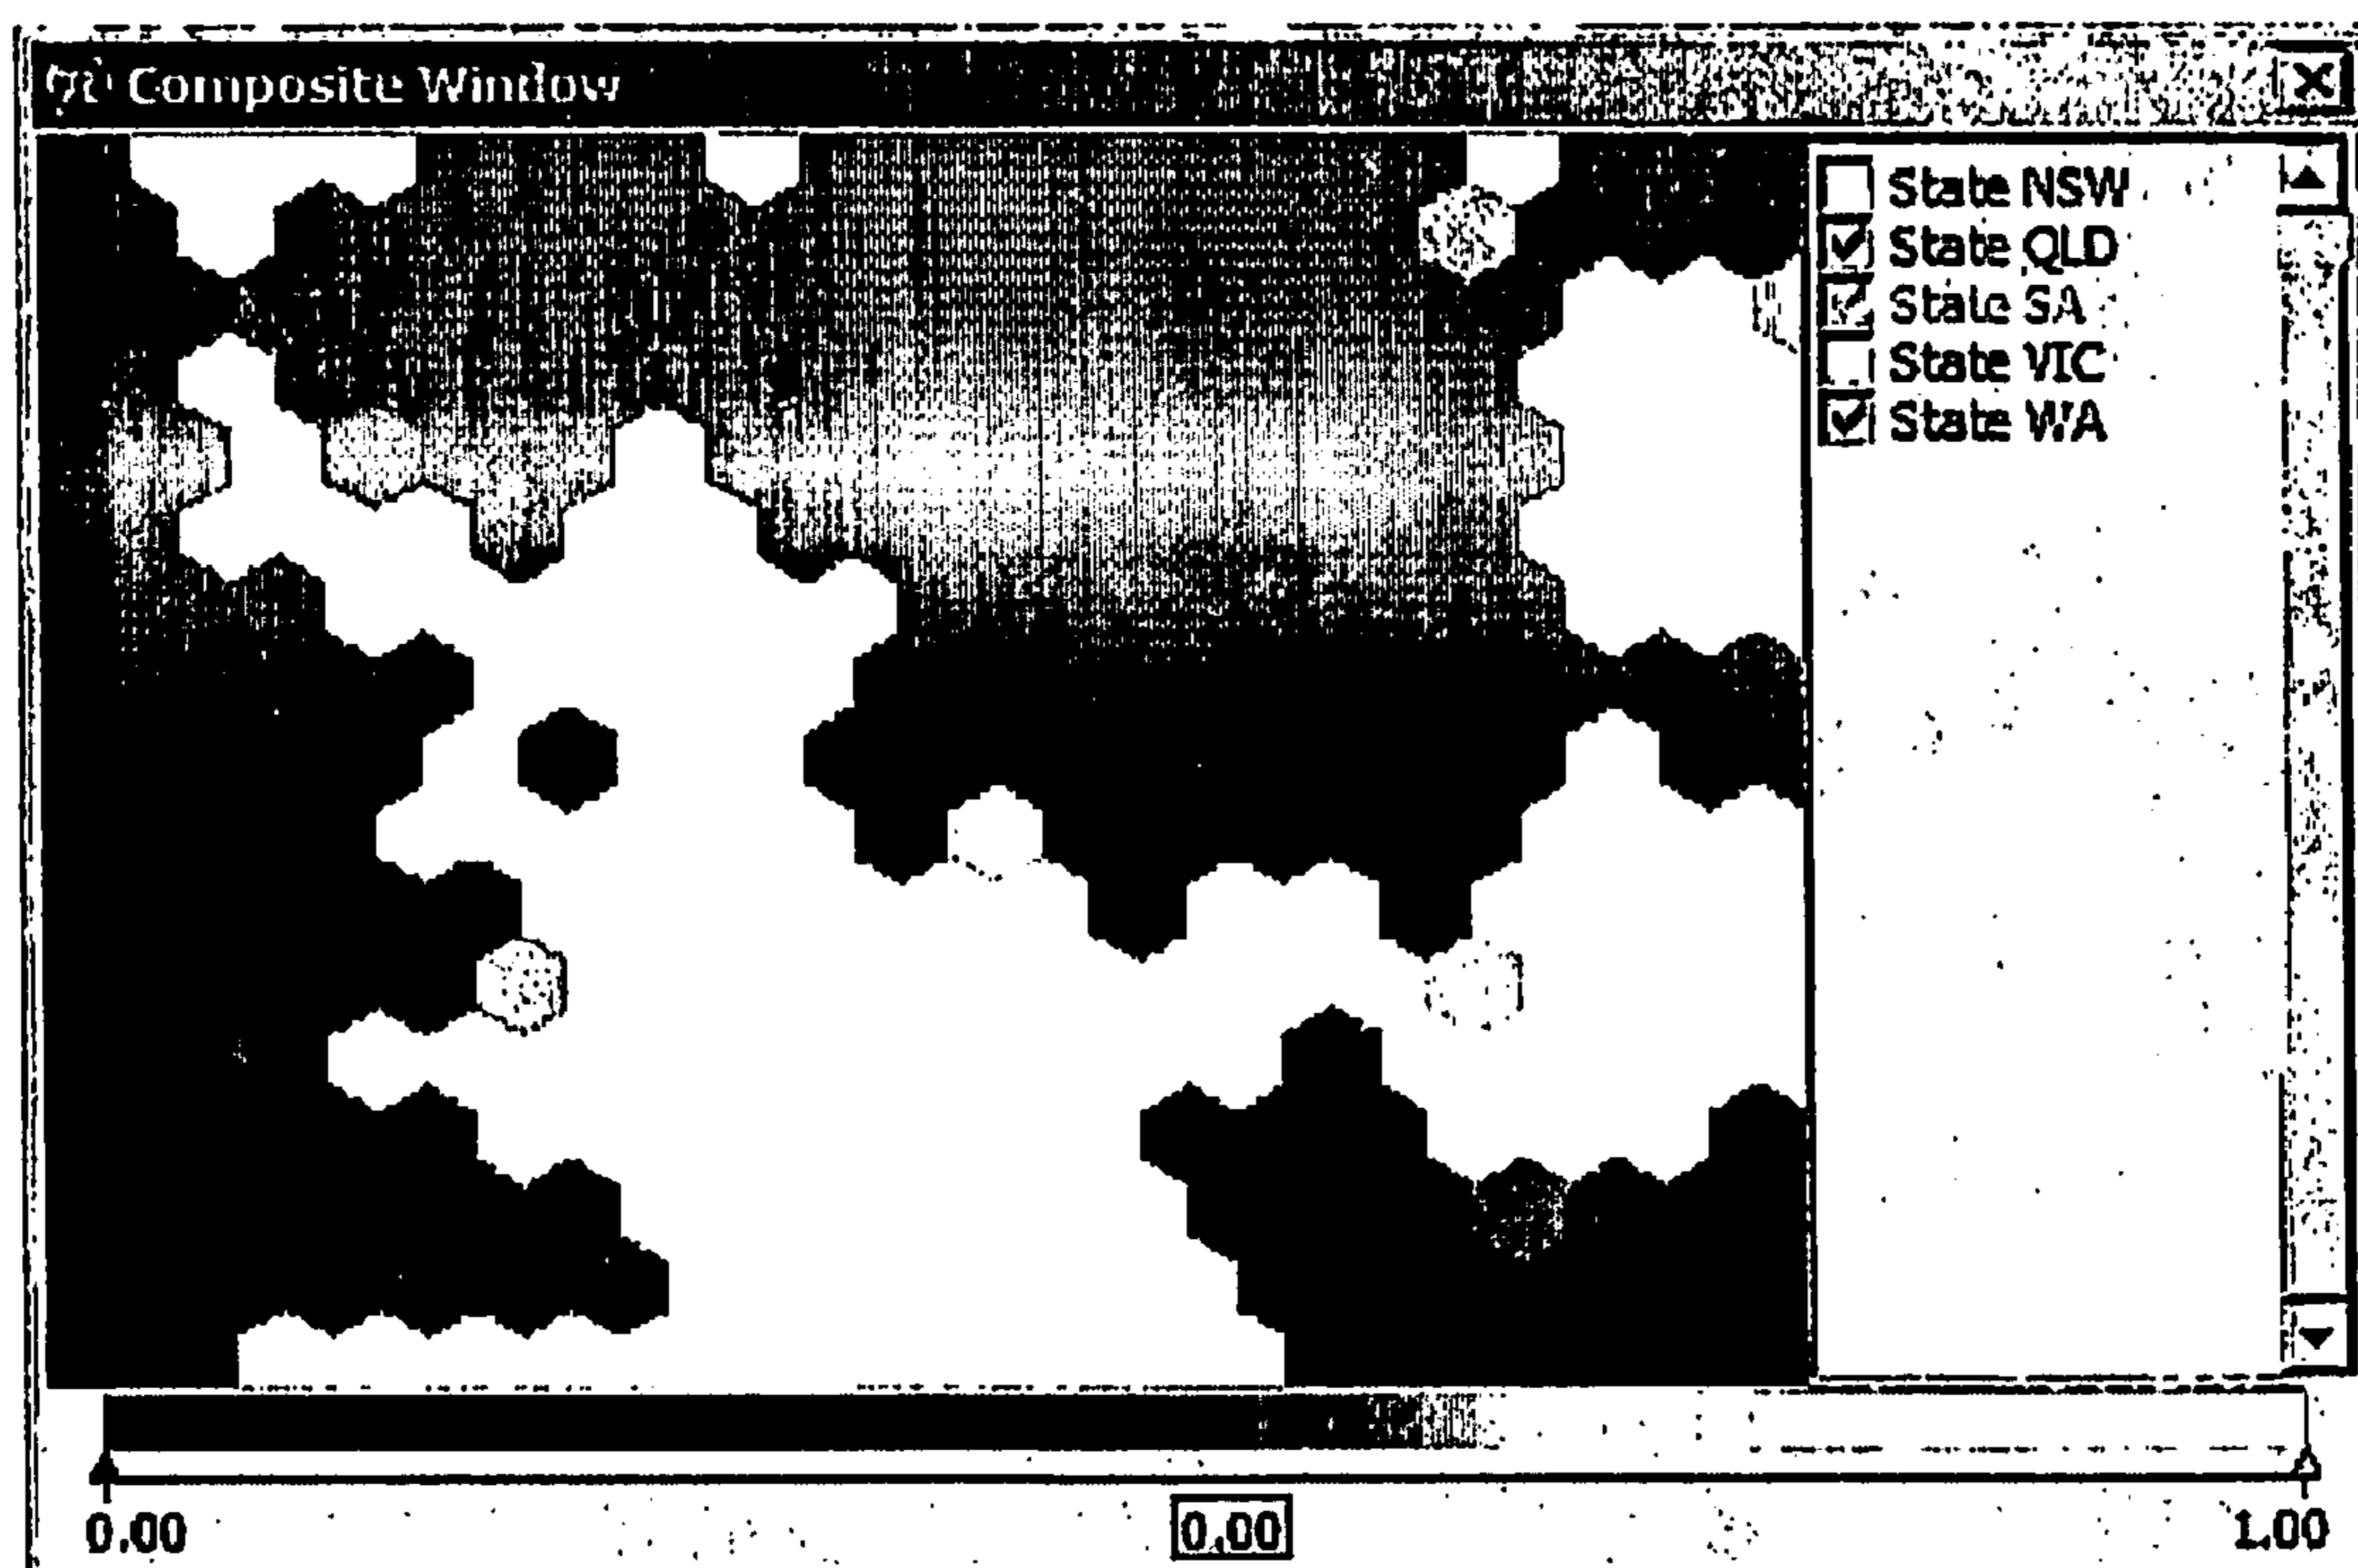 Composite Window
State NSW
State QLD
State SA
State VIC
State WA
0.00
0.00
1.00